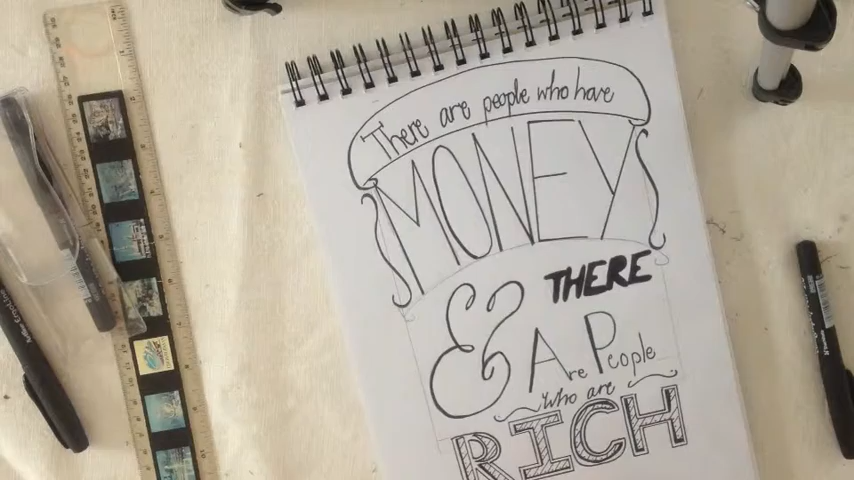 There are people who have
MONEY
& THERE
Are People
who are
RICH